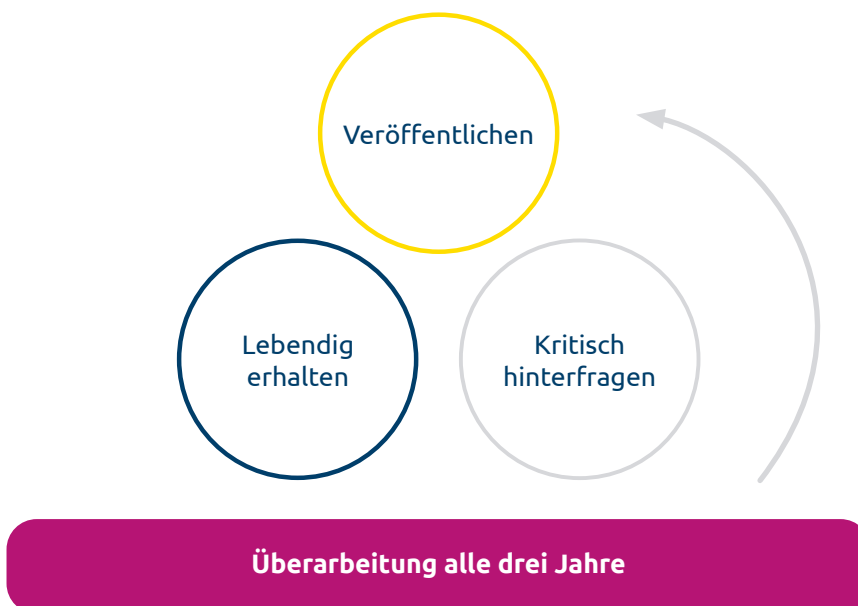 Veröffentlichen
Lebendig
erhalten
Kritisch
hinterfragen
Überarbeitung alle drei Jahre